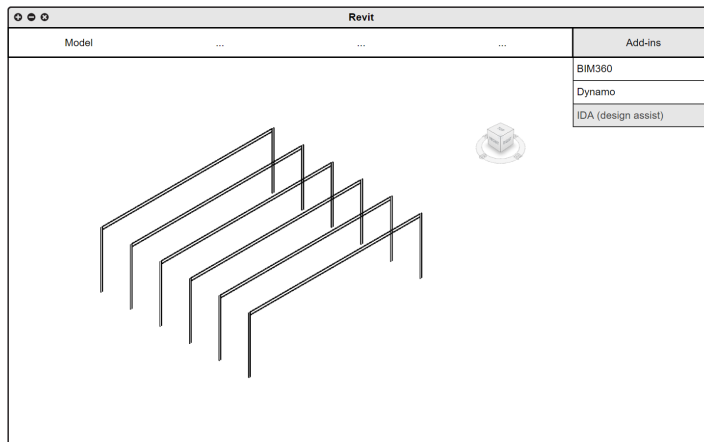 Revit
Model ... ... ... Add-ins
BIM360
Dynamo
IDA (design assist)